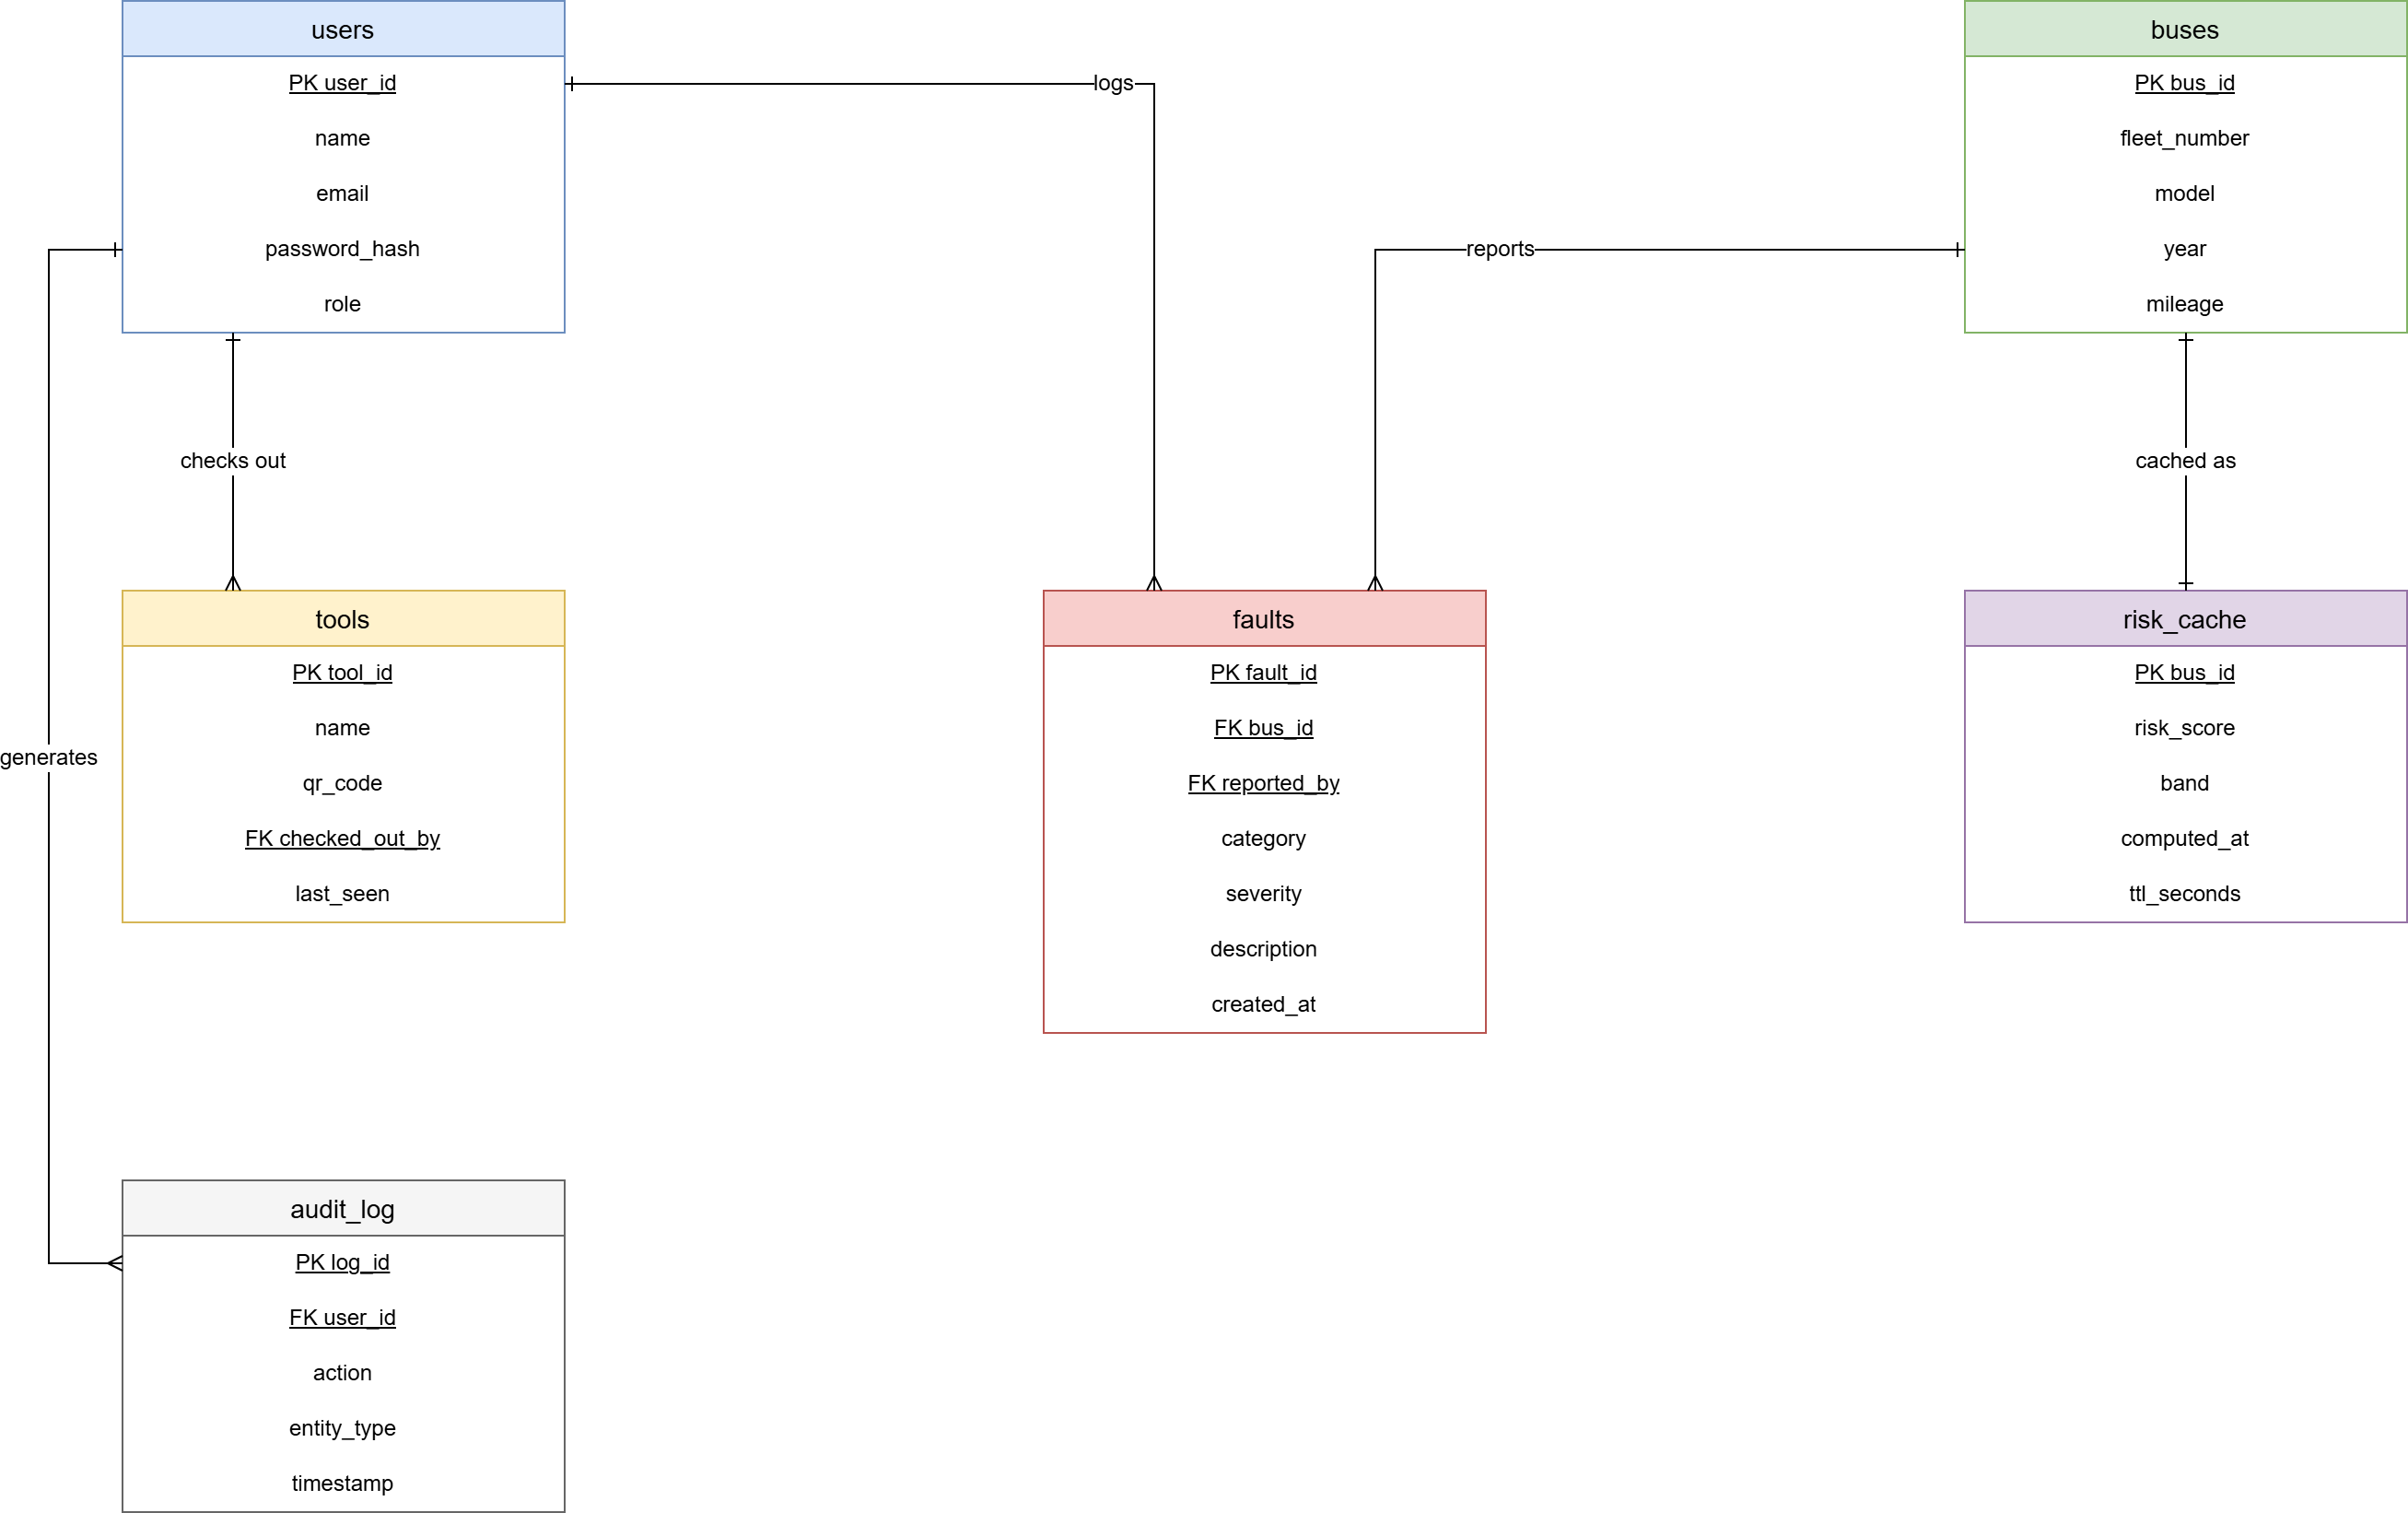 users
PK user_id
name
email
password_hash
role
logs
buses
PK bus_id
fleet_number
model
year
mileage
reports
checks out
cached as
generates
tools
PK tool_id
name
qr_code
FK checked_out_by
last_seen
faults
PK fault_id
FK bus_id
FK reported_by
category
severity
description
created_at
risk_cache
PK bus_id
risk_score
band
computed_at
ttl_seconds
audit_log
PK log_id
FK user_id
action
entity_type
timestamp